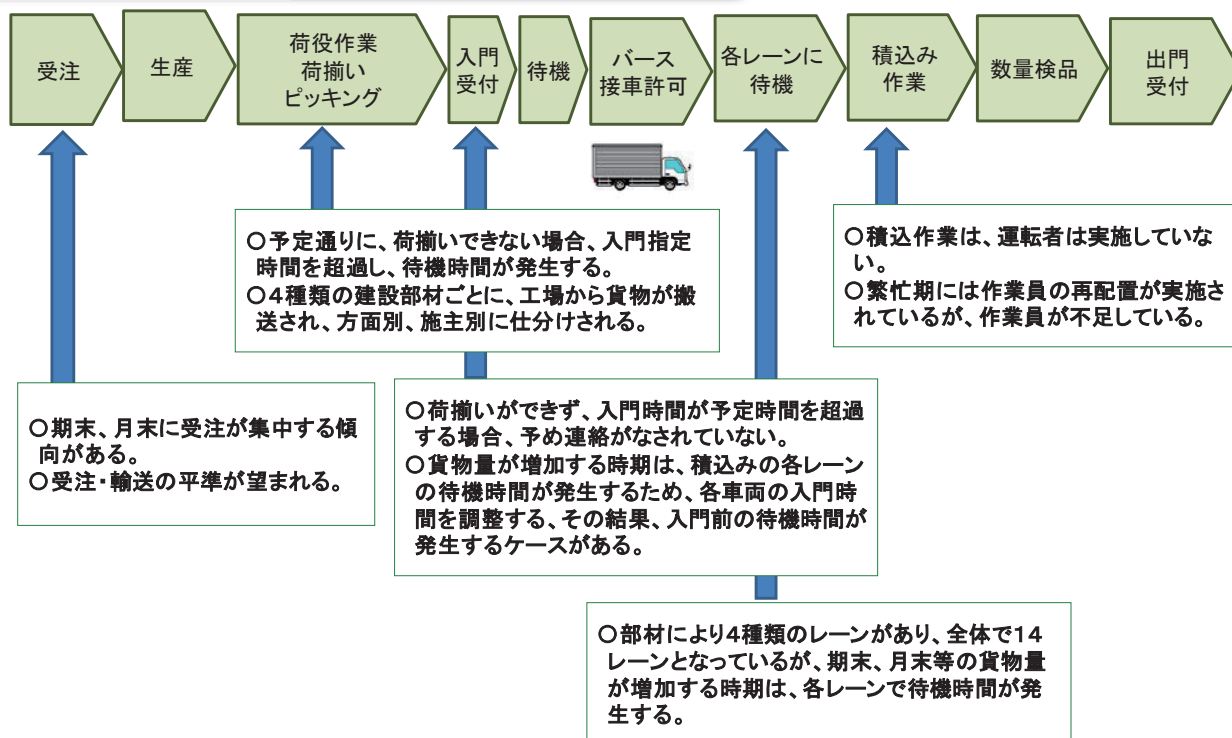 受注
生産
荷役作業
荷揃い
ピッキング
入門
受付
待機
バース
接車許可
各レーンに
待機
積込み
作業
数量検品
出門
受付
○予定通りに、荷揃いできない場合、入門指定
時間を超過し、待機時間が発生する。
○4種類の建設部材ごとに、工場から貨物が搬
送され、方面別、施主別に仕分けされる。
○積込作業は、運転者は実施していな
い。
○繁忙期には作業員の再配置が実施さ
れているが、作業員が不足している。
○期末、月末に受注が集中する傾
向がある。
○受注・輸送の平準が望まれる。
○荷揃いができず、入門時間が予定時間を超過
する場合、予め連絡がなされていない。
○貨物量が増加する時期は、積込みの各レーン
の待機時間が発生するため、各車両の入門時
間を調整する、その結果、入門前の待機時間が
発生するケースがある。
○部材により4種類のレーンがあり、全体で14
レーンとなっているが、期末、月末等の貨物量
が増加する時期は、各レーンで待機時間が発
生する。